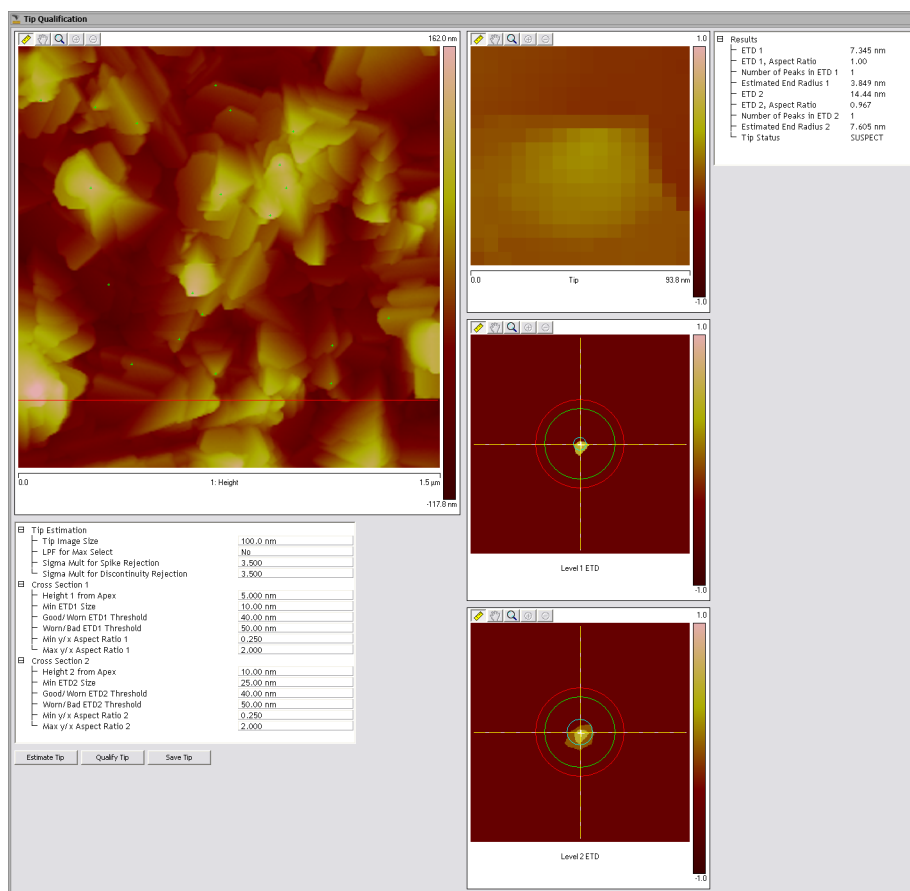 Tip Qualification
162.0 nm
0.0 1: Height 1.5 µm
-117.8 nm
1.0
0.0 Tip 93.8 nm
-1.0
Results
ETD 1 7.345 nm
ETD 1, Aspect Ratio 1.00
Number of Peaks in ETD 1 1
Estimated End Radius 1 3.849 nm
ETD 2 14.44 nm
ETD 2, Aspect Ratio 0.967
Number of Peaks in ETD 2 1
Estimated End Radius 2 7.605 nm
Tip Status SUSPECT
1.0
Level 1 ETD
-1.0
Tip Estimation
Tip Image Size 100.0 nm
LPF for Max Select No
Sigma Mult for Spike Rejection 3.500
Sigma Mult for Discontinuity Rejection 3.500
Cross Section 1
Height 1 from Apex 5.000 nm
Min ETD1 Size 10.00 nm
Good/Worn ETD1 Threshold 40.00 nm
Worn/Bad ETD1 Threshold 50.00 nm
Min y/x Aspect Ratio 1 0.250
Max y/x Aspect Ratio 1 2.000
Cross Section 2
Height 2 from Apex 10.00 nm
Min ETD2 Size 25.00 nm
Good/Worn ETD2 Threshold 40.00 nm
Worn/Bad ETD2 Threshold 50.00 nm
Min y/x Aspect Ratio 2 0.250
Max y/x Aspect Ratio 2 2.000
Estimate Tip Qualify Tip Save Tip
1.0
Level 2 ETD
-1.0